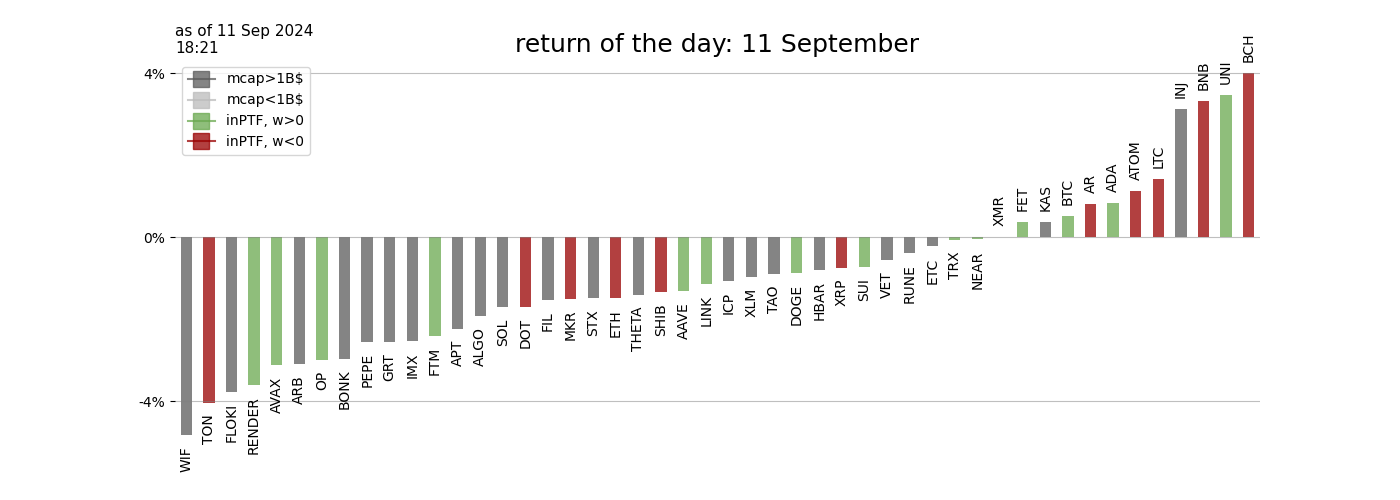 as of 11 Sep 2024
18:21
return of the day: 11 September
4%
0%
-4%
mcap>1B$
mcap<1B$
inPTF, w>0
inPTF, w<0
WIF
TON
FLOKI
RENDER
AVAX
ARB
OP
BONK
PEPE
GRT
IMX
FTM
APT
ALGO
SOL
DOT
FIL
MKR
STX
ETH
THETA
SHIB
AAVE
LINK
ICP
XLM
TAO
DOGE
HBAR
XRP
SUI
VET
RUNE
ETC
TRX
NEAR
XMR
FET
KAS
BTC
AR
ADA
ATOM
LTC
INJ
BNB
UNI
BCH